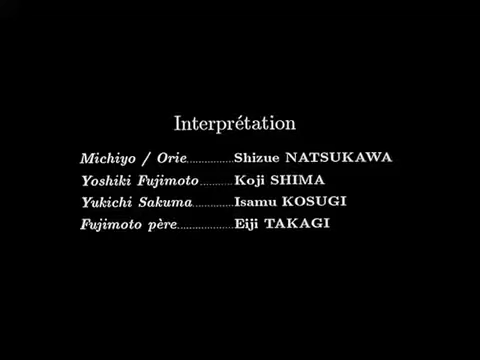 Interprétation
Michiyo / Orie................Shizue NATSUKAWA
Yoshiki Fujimoto...........Koji SHIMA
Yukichi Sakuma..............Isamu KOSUGI
Fujimoto père...................Eiji TAKAGI